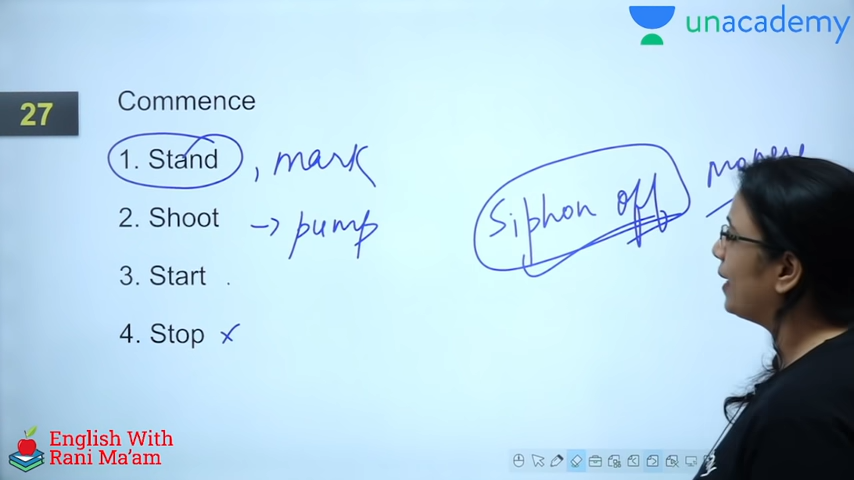 unacademy
27
Commence
1. Stand , mark
2. Shoot → pump
3. Start .
4. Stop x
Siphon off
English With
Rani Ma'am